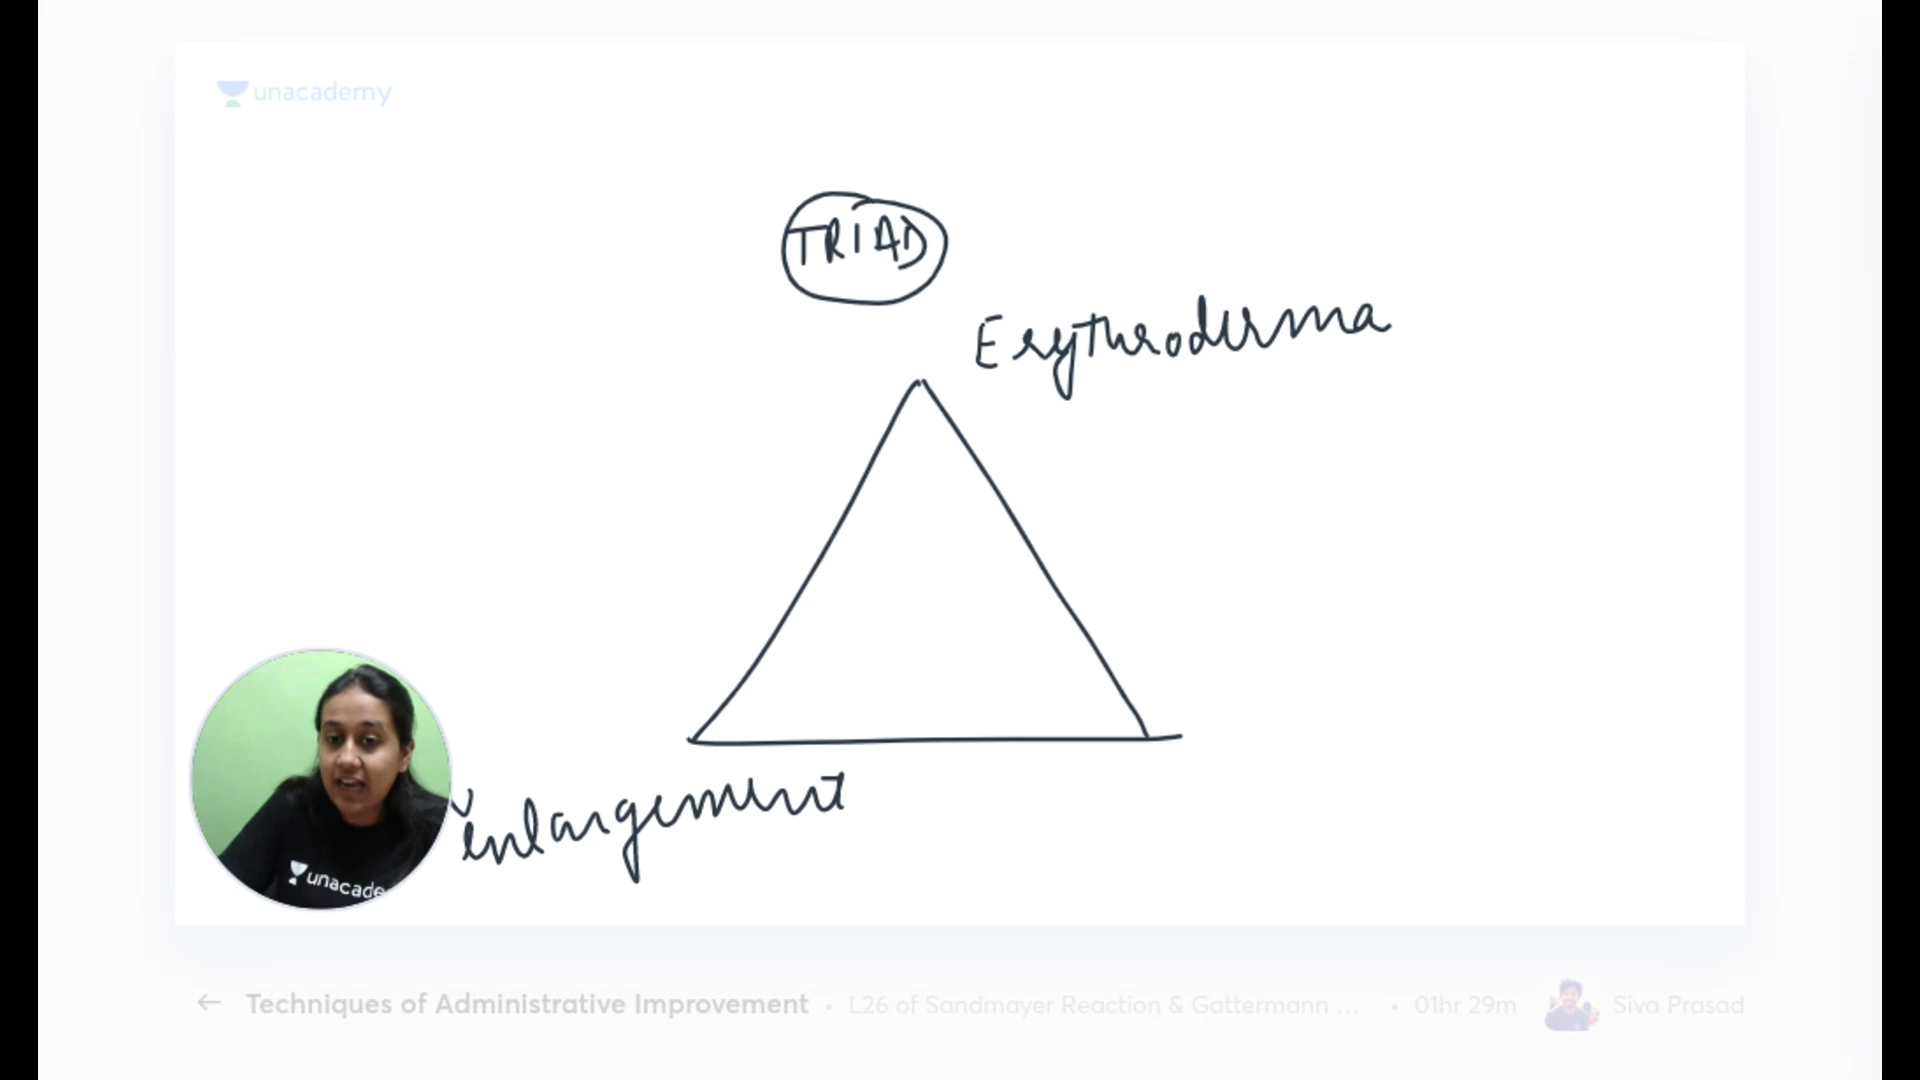 unacademy
TRIAD
Erythroderma
enlargement
unacade
← Techniques of Administrative Improvement • L26 of Sandmayer Reaction & Gattermann ... • 01hr 29m Siva Prasad